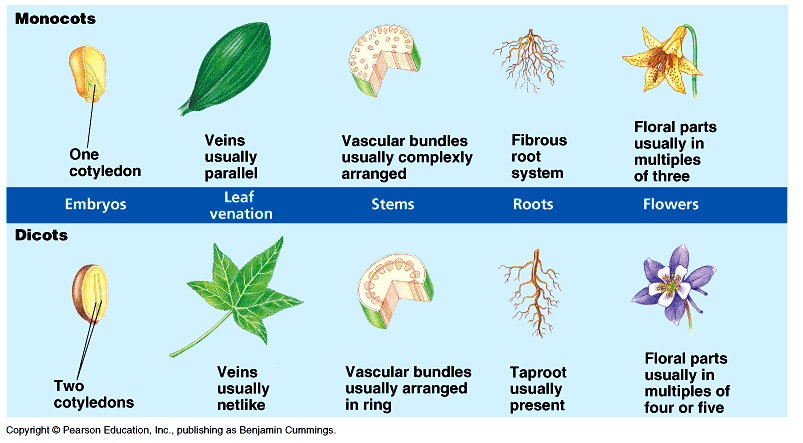 Monocots
One
cotyledon
Veins
usually
parallel
Vascular bundles
usually complexly
arranged
Fibrous
root
system
Floral parts
usually in
multiples
of three
Embryos
Leaf
venation
Stems
Roots
Flowers
Dicots
Two
cotyledons
Veins
usually
netlike
Vascular bundles
usually arranged
in ring
Taproot
usually
present
Floral parts
usually in
multiples of
four or five
Copyright © Pearson Education, Inc., publishing as Benjamin Cummings.